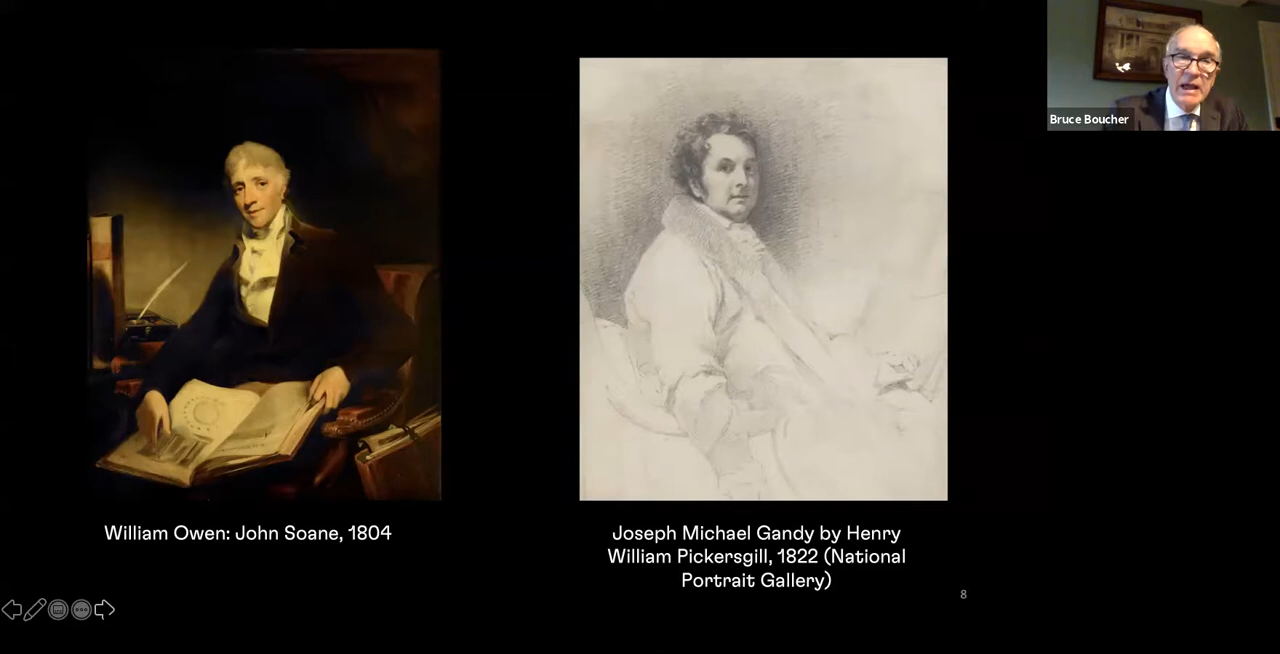 Bruce Boucher
William Owen: John Soane, 1804
Joseph Michael Gandy by Henry
William Pickersgill, 1822 (National
Portrait Gallery)
8